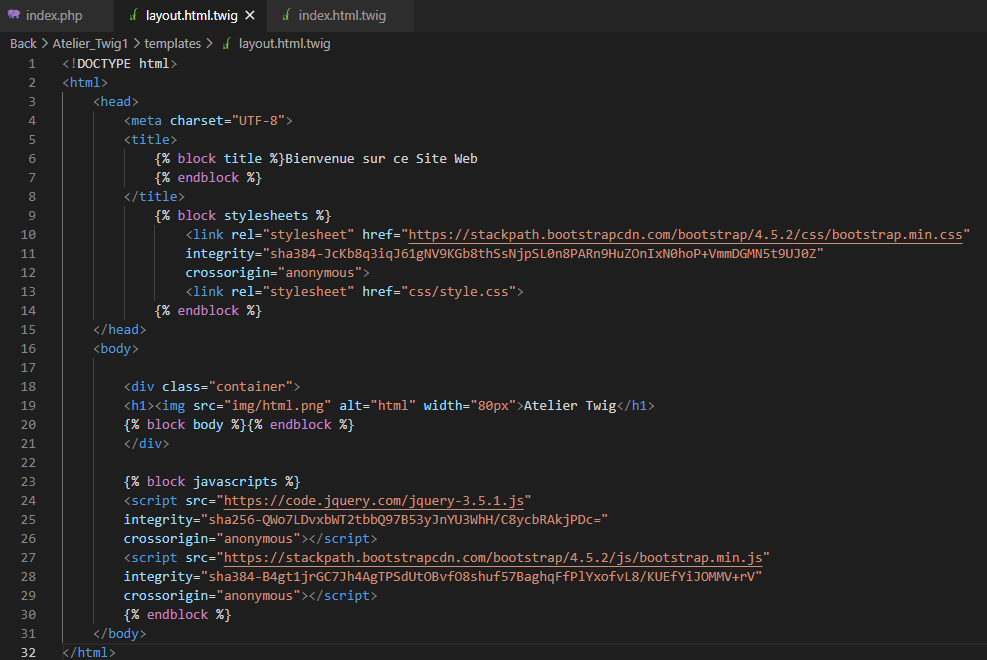 index.php layout.html.twig × index.html.twig
Back > Atelier_Twig1 > templates > layout.html.twig
1 <!DOCTYPE html>
2 <html>
3 <head>
4 <meta charset="UTF-8">
5 <title>
6 {% block title %}Bienvenue sur ce Site Web
7 {% endblock %}
8 </title>
9 {% block stylesheets %}
10 <link rel="stylesheet" href="https://stackpath.bootstrapcdn.com/bootstrap/4.5.2/css/bootstrap.min.css"
11 integrity="sha384-JcKb8q3iqJ61gNV9KGb8thSsNjpSL0n8PARn9HuZOnIxN0hoP+VmmDGMN5t9UJ0Z"
12 crossorigin="anonymous">
13 <link rel="stylesheet" href="css/style.css">
14 {% endblock %}
15 </head>
16 <body>
17
18 <div class="container">
19 <h1><img src="img/html.png" alt="html" width="80px">Atelier Twig</h1>
20 {% block body %}{% endblock %}
21 </div>
22
23 {% block javascripts %}
24 <script src="https://code.jquery.com/jquery-3.5.1.js"
25 integrity="sha256-QWo7LDvxbWT2tbbQ97B53yJnYU3WhH/C8ycbRAkjPDc="
26 crossorigin="anonymous"></script>
27 <script src="https://stackpath.bootstrapcdn.com/bootstrap/4.5.2/js/bootstrap.min.js"
28 integrity="sha384-B4gt1jrGC7Jh4AgTPSdUtOBvfO8shuf57BaghqFfPlYxofvL8/KUEfYiJOMMV+rV"
29 crossorigin="anonymous"></script>
30 {% endblock %}
31 </body>
32 </html>